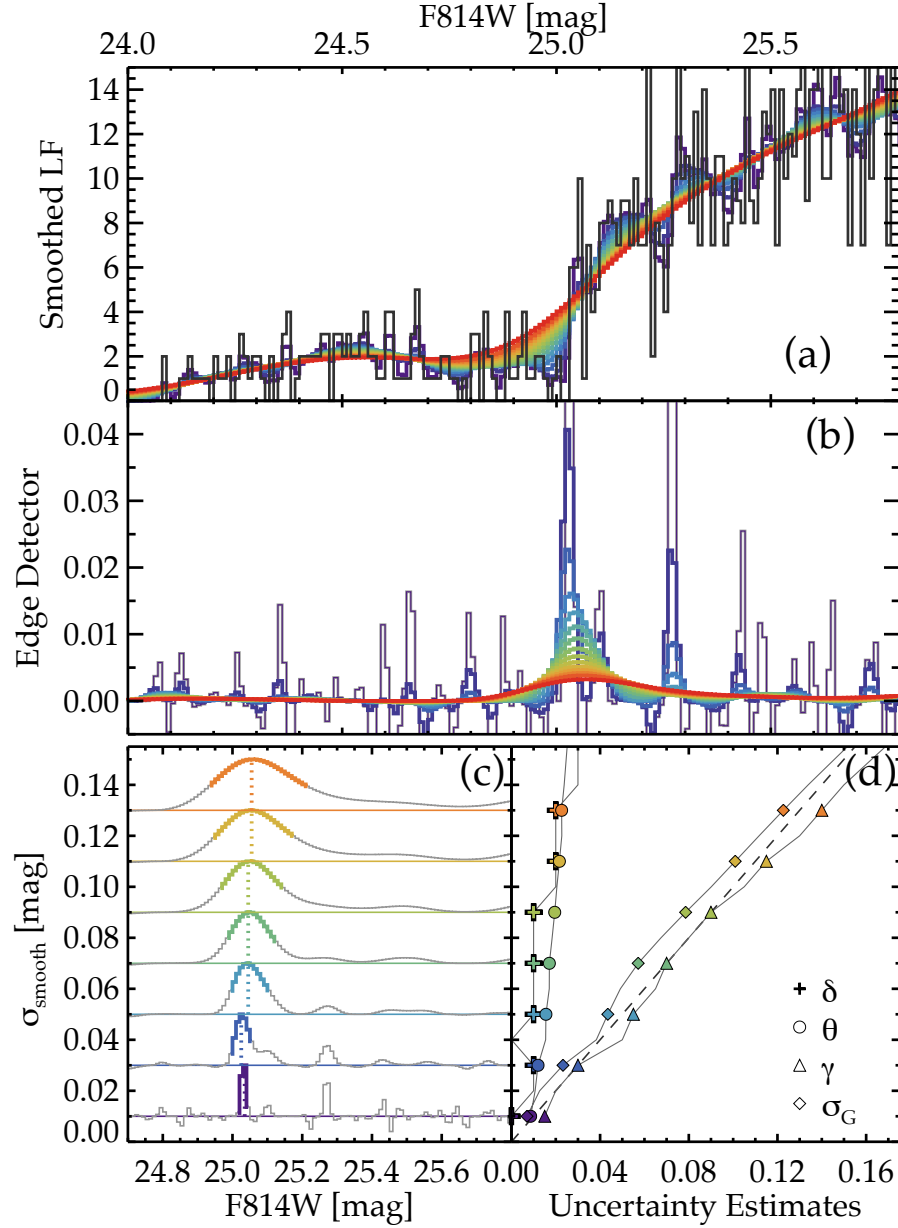 F814W [mag]
24.0 24.5 25.0 25.5
14
12
10
8
6
4
2
0
Smoothed LF
(a)
0.04
0.03
0.02
0.01
0.00
Edge Detector
(b)
0.14
0.12
0.10
0.08
0.06
0.04
0.02
0.00
σsmooth [mag]
(c)
(d)
δ
θ
γ
σG
24.8 25.0 25.2 25.4 25.6 0.00 0.04 0.08 0.12 0.16
F814W [mag] Uncertainty Estimates